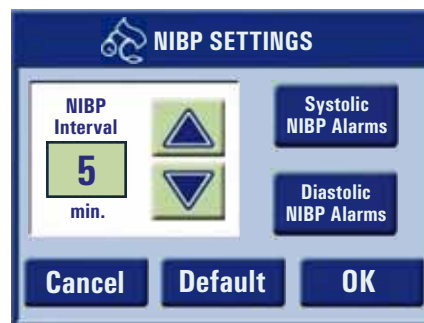 NIBP SETTINGS
NIBP
Interval
5
min.
Systolic
NIBP Alarms
Diastolic
NIBP Alarms
Cancel
Default
OK